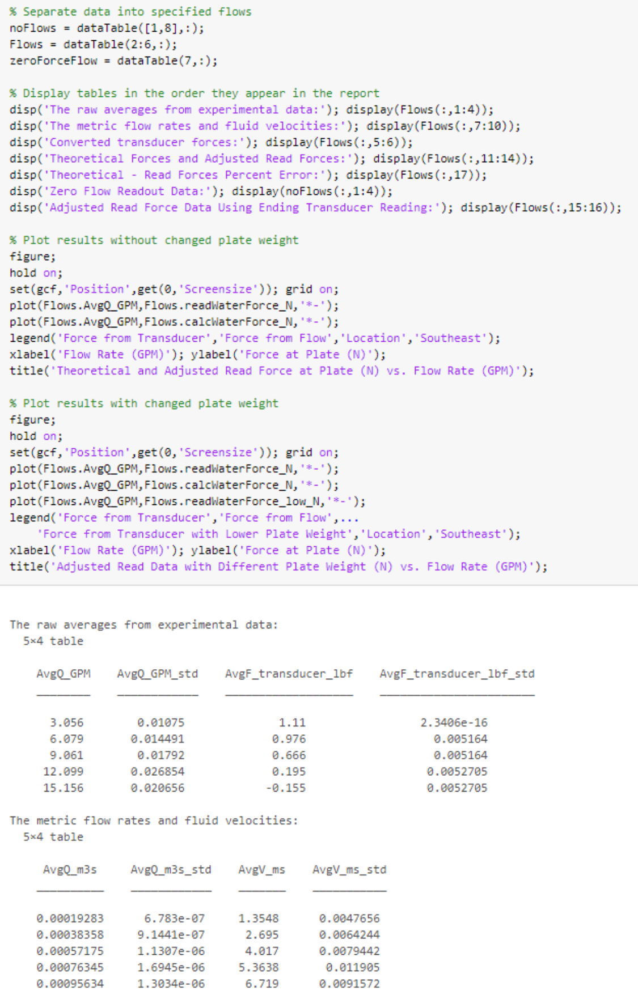 % Separate data into specified flows
noFlows = dataTable([1,8],:);
Flows = dataTable(2:6,:);
zeroForceFlow = dataTable(7,:);
% Display tables in the order they appear in the report
disp('The raw averages from experimental data:'); display(Flows(:,1:4));
disp('The metric flow rates and fluid velocities:'); display(Flows(:,7:10));
disp('Converted transducer forces:'); display(Flows(:,5:6));
disp('Theoretical Forces and Adjusted Read Forces:'); display(Flows(:,11:14));
disp('Theoretical - Read Forces Percent Error:'); display(Flows(:,17));
disp('Zero Flow Readout Data:'); display(noFlows(:,1:4));
disp('Adjusted Read Force Data Using Ending Transducer Reading:'); display(Flows(:,15:16));
% Plot results without changed plate weight
figure;
hold on;
set(gcf,'Position',get(0,'Screensize')); grid on;
plot(Flows.AvgQ_GPM,Flows.readWaterForce_N,'*-');
plot(Flows.AvgQ_GPM,Flows.calcWaterForce_N,'*-');
legend('Force from Transducer','Force from Flow','Location','Southeast');
xlabel('Flow Rate (GPM)'); ylabel('Force at Plate (N)');
title('Theoretical and Adjusted Read Force at Plate (N) vs. Flow Rate (GPM)');
% Plot results with changed plate weight
figure;
hold on;
set(gcf,'Position',get(0,'Screensize')); grid on;
plot(Flows.AvgQ_GPM,Flows.readWaterForce_N,'*-');
plot(Flows.AvgQ_GPM,Flows.calcWaterForce_N,'*-');
plot(Flows.AvgQ_GPM,Flows.readWaterForce_low_N,'*-');
legend('Force from Transducer','Force from Flow',...
'Force from Transducer with Lower Plate Weight','Location','Southeast');
xlabel('Flow Rate (GPM)'); ylabel('Force at Plate (N)');
title('Adjusted Read Data with Different Plate Weight (N) vs. Flow Rate (GPM)');
The raw averages from experimental data:
5×4 table
AvgQ_GPM AvgQ_GPM_std AvgF_transducer_lbf AvgF_transducer_lbf_std
3.056 0.01075 1.11 2.3406e-16
6.079 0.014491 0.976 0.005164
9.061 0.01792 0.666 0.005164
12.099 0.026854 0.195 0.0052705
15.156 0.020656 -0.155 0.0052705
The metric flow rates and fluid velocities:
5×4 table
AvgQ_m3s AvgQ_m3s_std AvgV_ms AvgV_ms_std
0.00019283 6.783e-07 1.3548 0.0047656
0.00038358 9.1441e-07 2.695 0.0064244
0.00057175 1.1307e-06 4.017 0.0079442
0.00076345 1.6945e-06 5.3638 0.011905
0.00095634 1.3034e-06 6.719 0.0091572